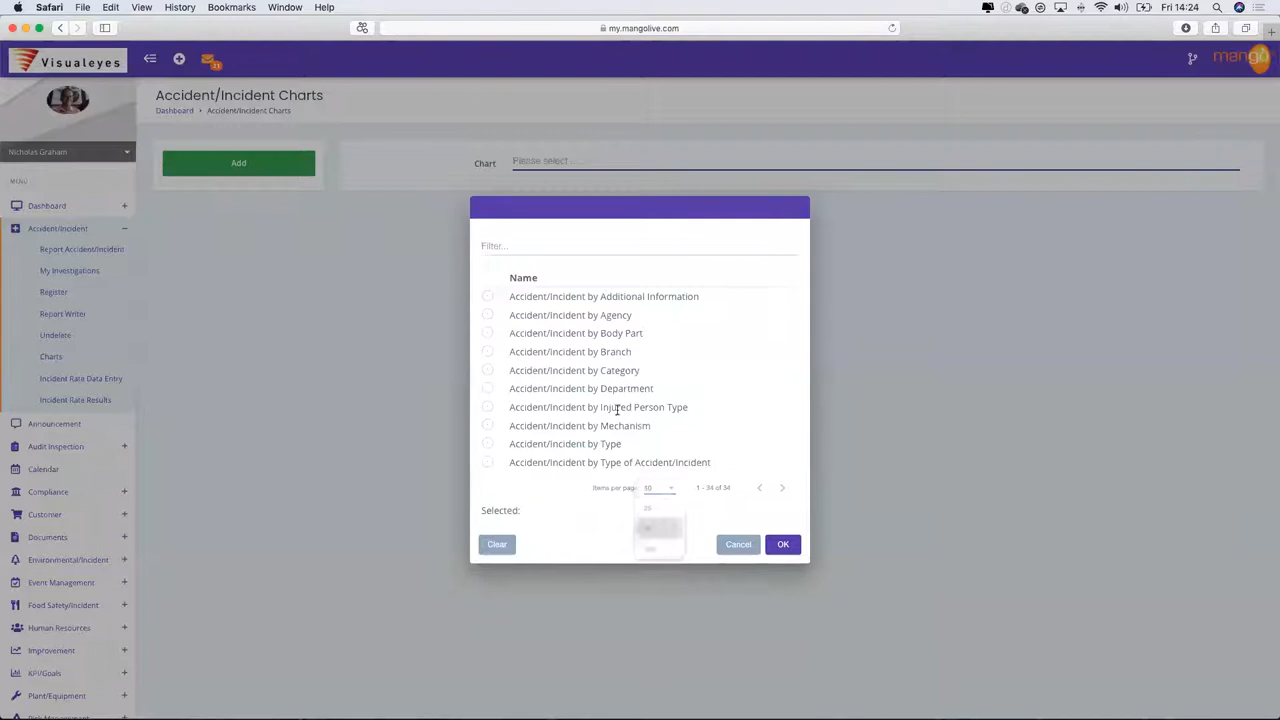 Safari File Edit View History Bookmarks Window Help Fri 14:24
my.mangolive.com
Visualeyes
21
mango
Accident/Incident Charts
Dashboard > Accident/Incident Charts
Nicholas Graham
Add
Chart Please select ....
MENU
Dashboard
Accident/Incident
Report Accident/Incident
My Investigations
Register
Report Writer
Undelete
Charts
Incident Rate Data Entry
Incident Rate Results
Announcement
Audit Inspection
Calendar
Compliance
Customer
Documents
Environmental/Incident
Event Management
Food Safety/Incident
Human Resources
Improvement
KPI/Goals
Plant/Equipment
Risk Management
Filter...
Name
Accident/Incident by Additional Information
Accident/Incident by Agency
Accident/Incident by Body Part
Accident/Incident by Branch
Accident/Incident by Category
Accident/Incident by Department
Accident/Incident by Injured Person Type
Accident/Incident by Mechanism
Accident/Incident by Type
Accident/Incident by Type of Accident/Incident
Items per pag 1 - 34 of 34
Selected:
Clear Cancel OK